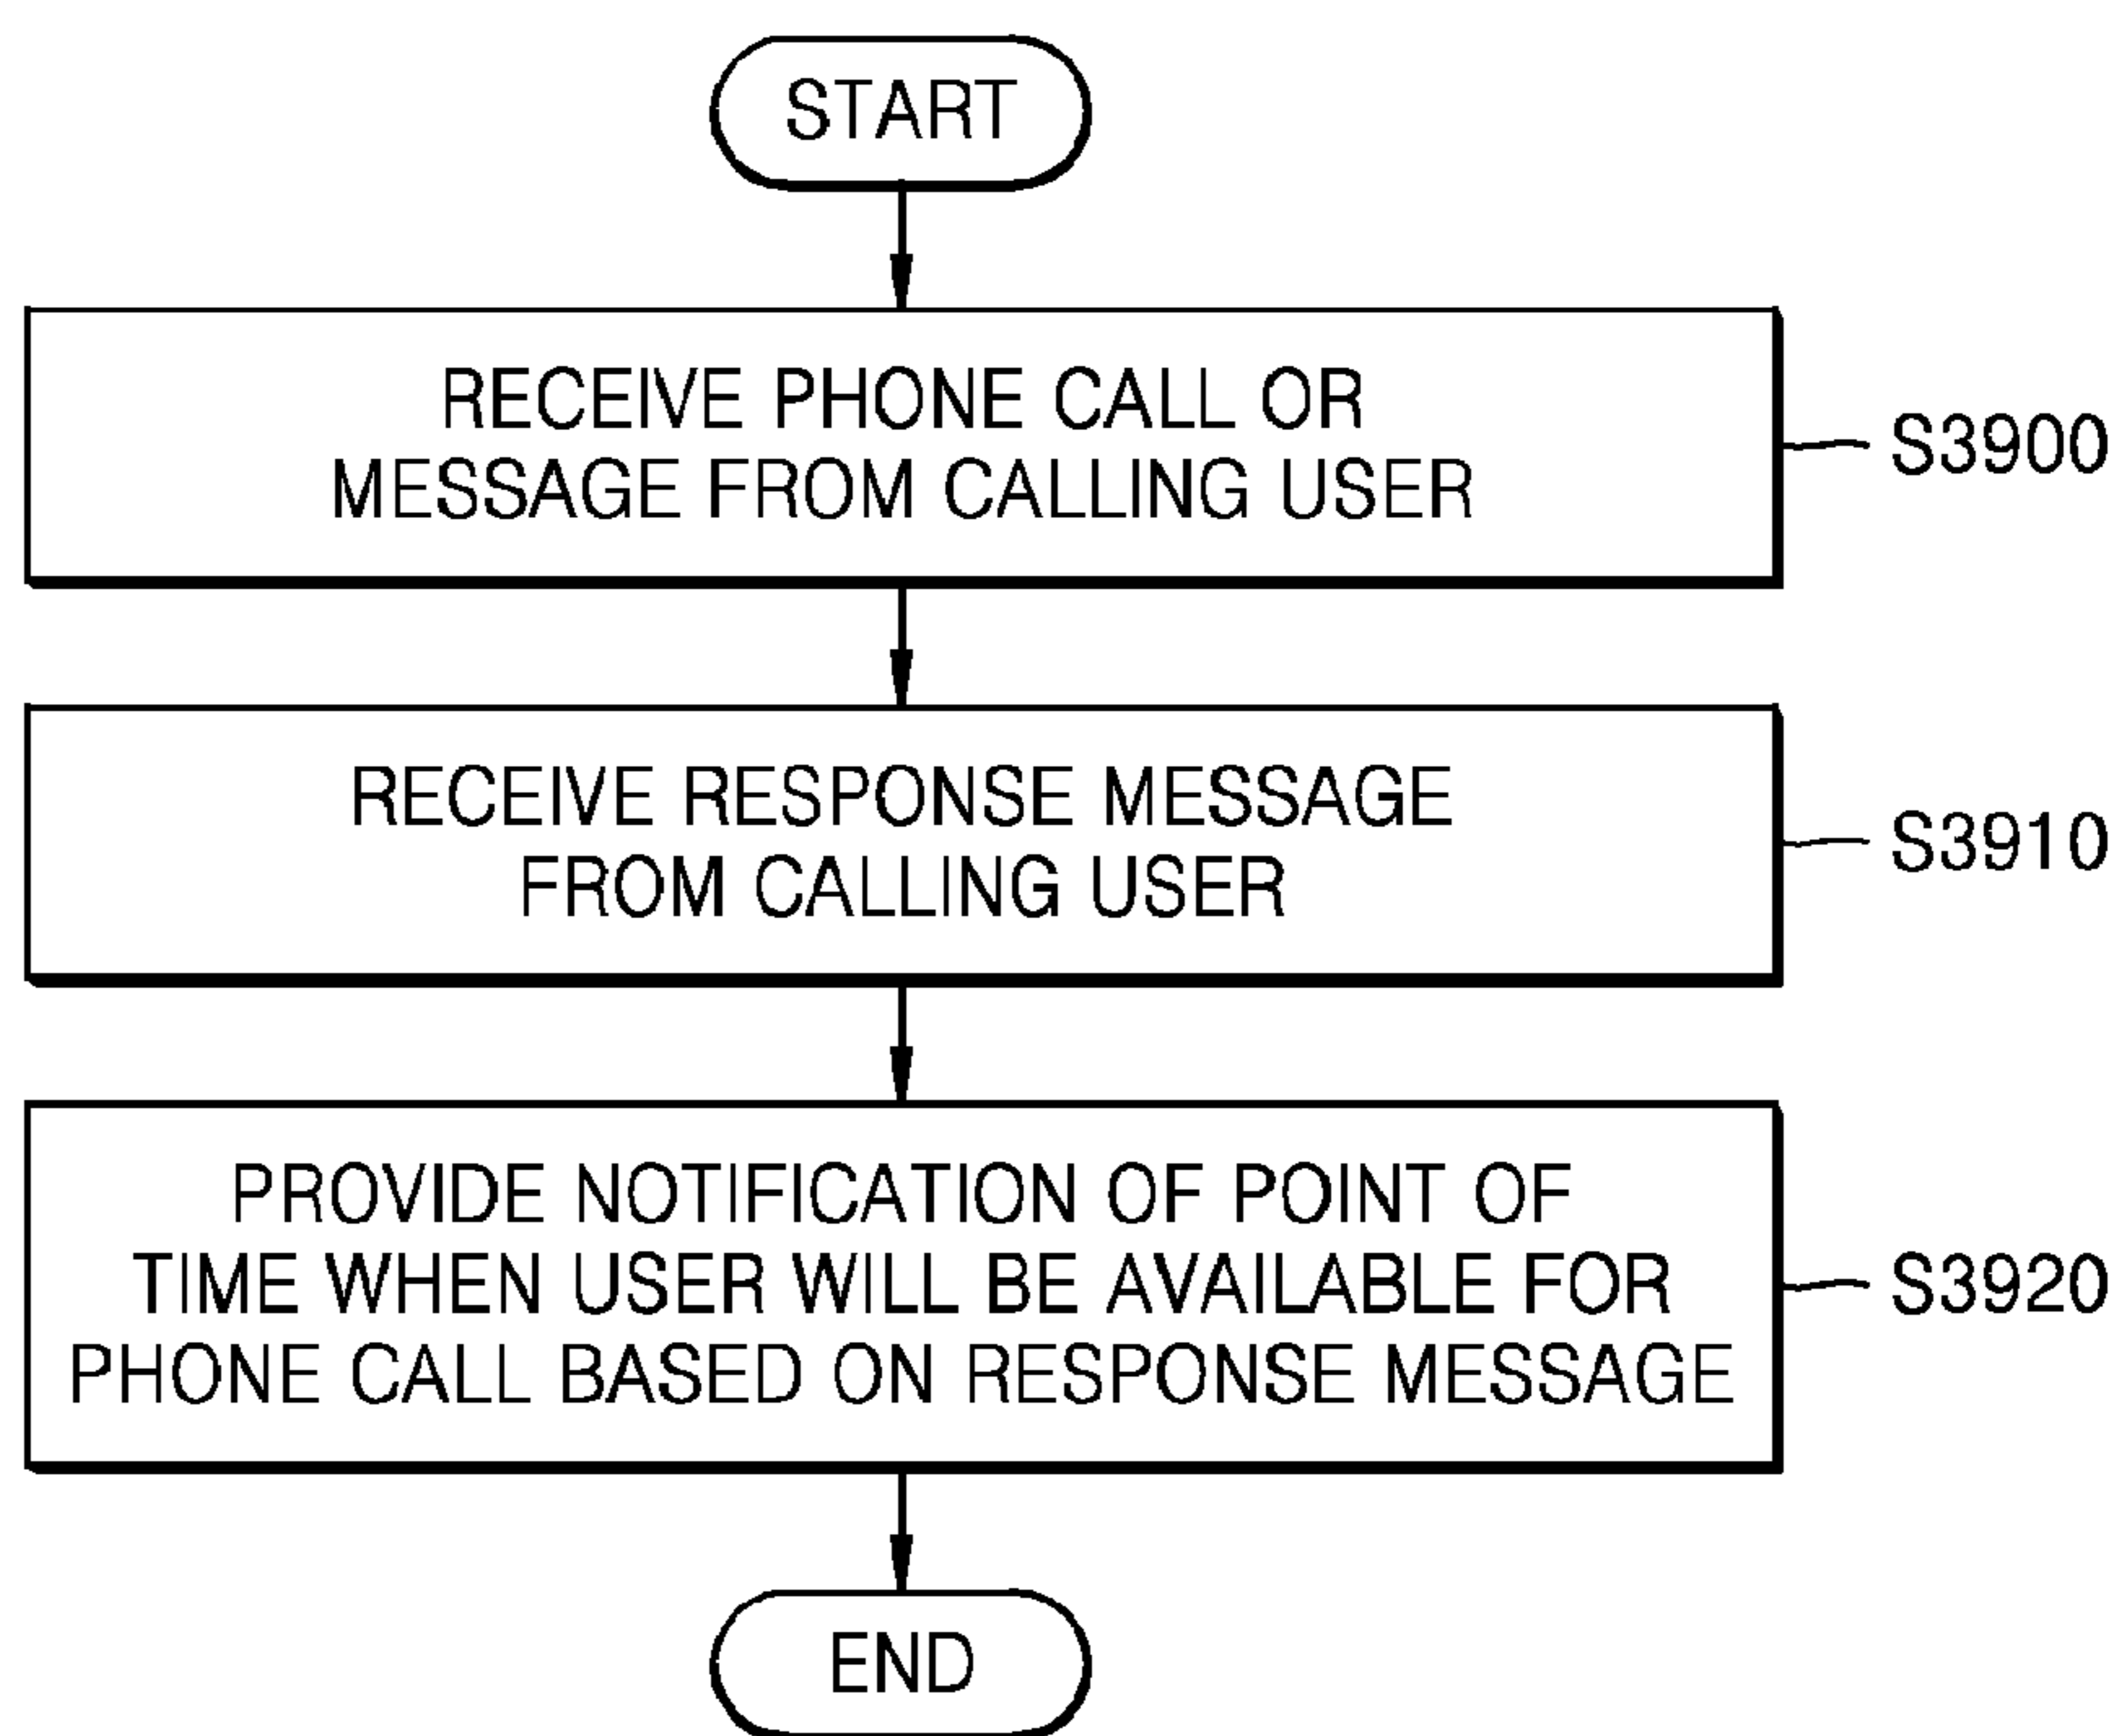 START
RECEIVE PHONE CALL OR
MESSAGE FROM CALLING USER
S3900
RECEIVE RESPONSE MESSAGE
FROM CALLING USER
S3910
PROVIDE NOTIFICATION OF POINT OF
TIME WHEN USER WILL BE AVAILABLE FOR
PHONE CALL BASED ON RESPONSE MESSAGE
S3920
END